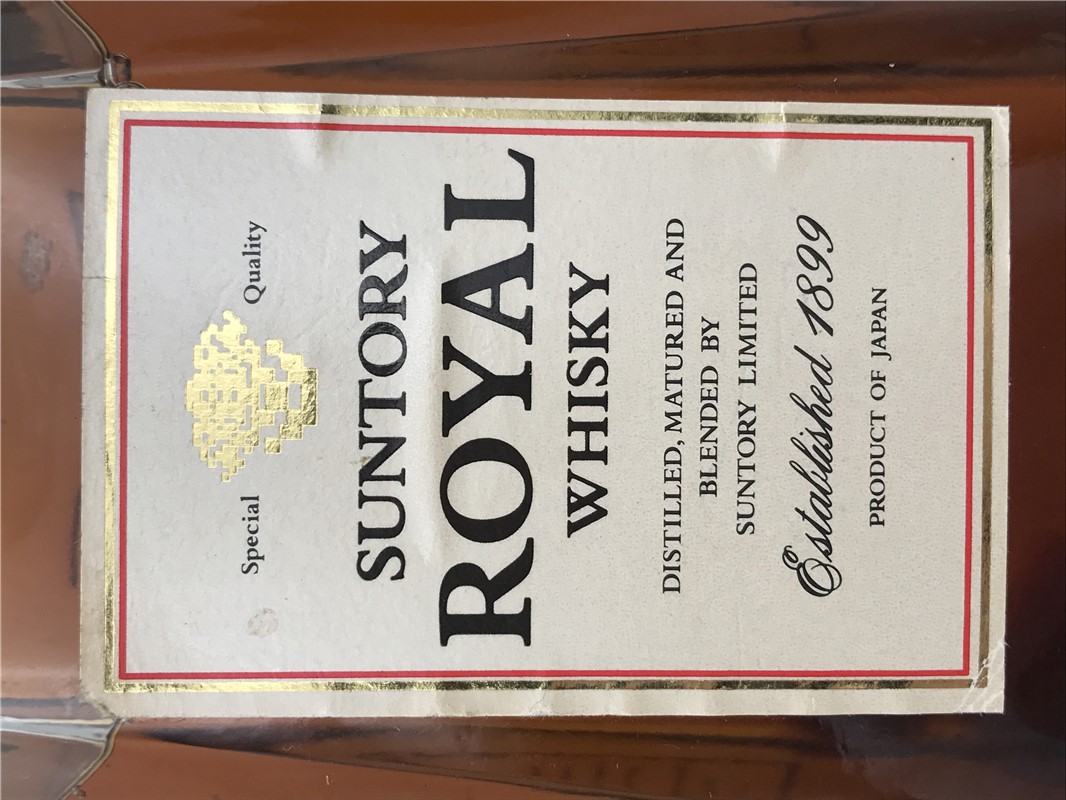 Special Quality
SUNTORY
ROYAL
WHISKY
DISTILLED, MATURED AND
BLENDED BY
SUNTORY LIMITED
Established 1899
PRODUCT OF JAPAN